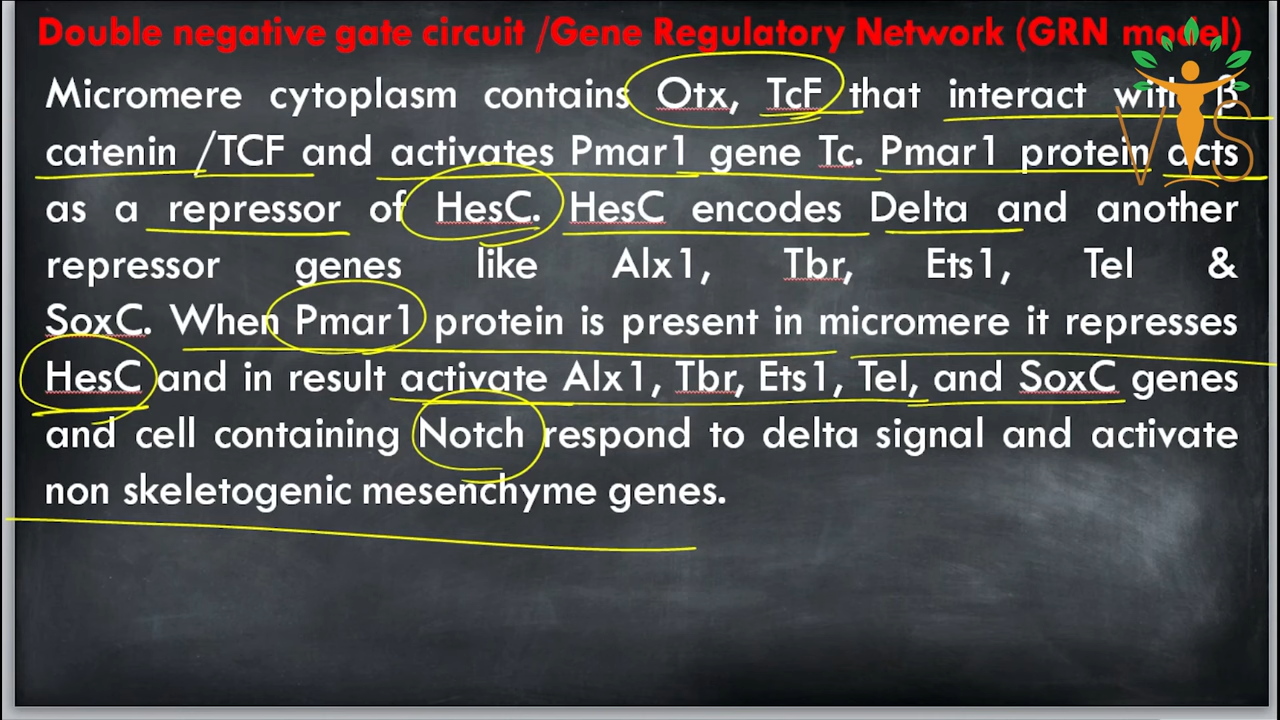 Double negative gate circuit /Gene Regulatory Network (GRN model)
Micromere cytoplasm contains Otx, TcF that interact with β
catenin /TCF and activates Pmar1 gene Tc. Pmar1 protein acts
as a repressor of HesC. HesC encodes Delta and another
repressor genes like Alx1, Tbr, Ets1, Tel &
SoxC. When Pmar1 protein is present in micromere it represses
HesC and in result activate Alx1, Tbr, Ets1, Tel, and SoxC genes
and cell containing Notch respond to delta signal and activate
non skeletogenic mesenchyme genes.
V S